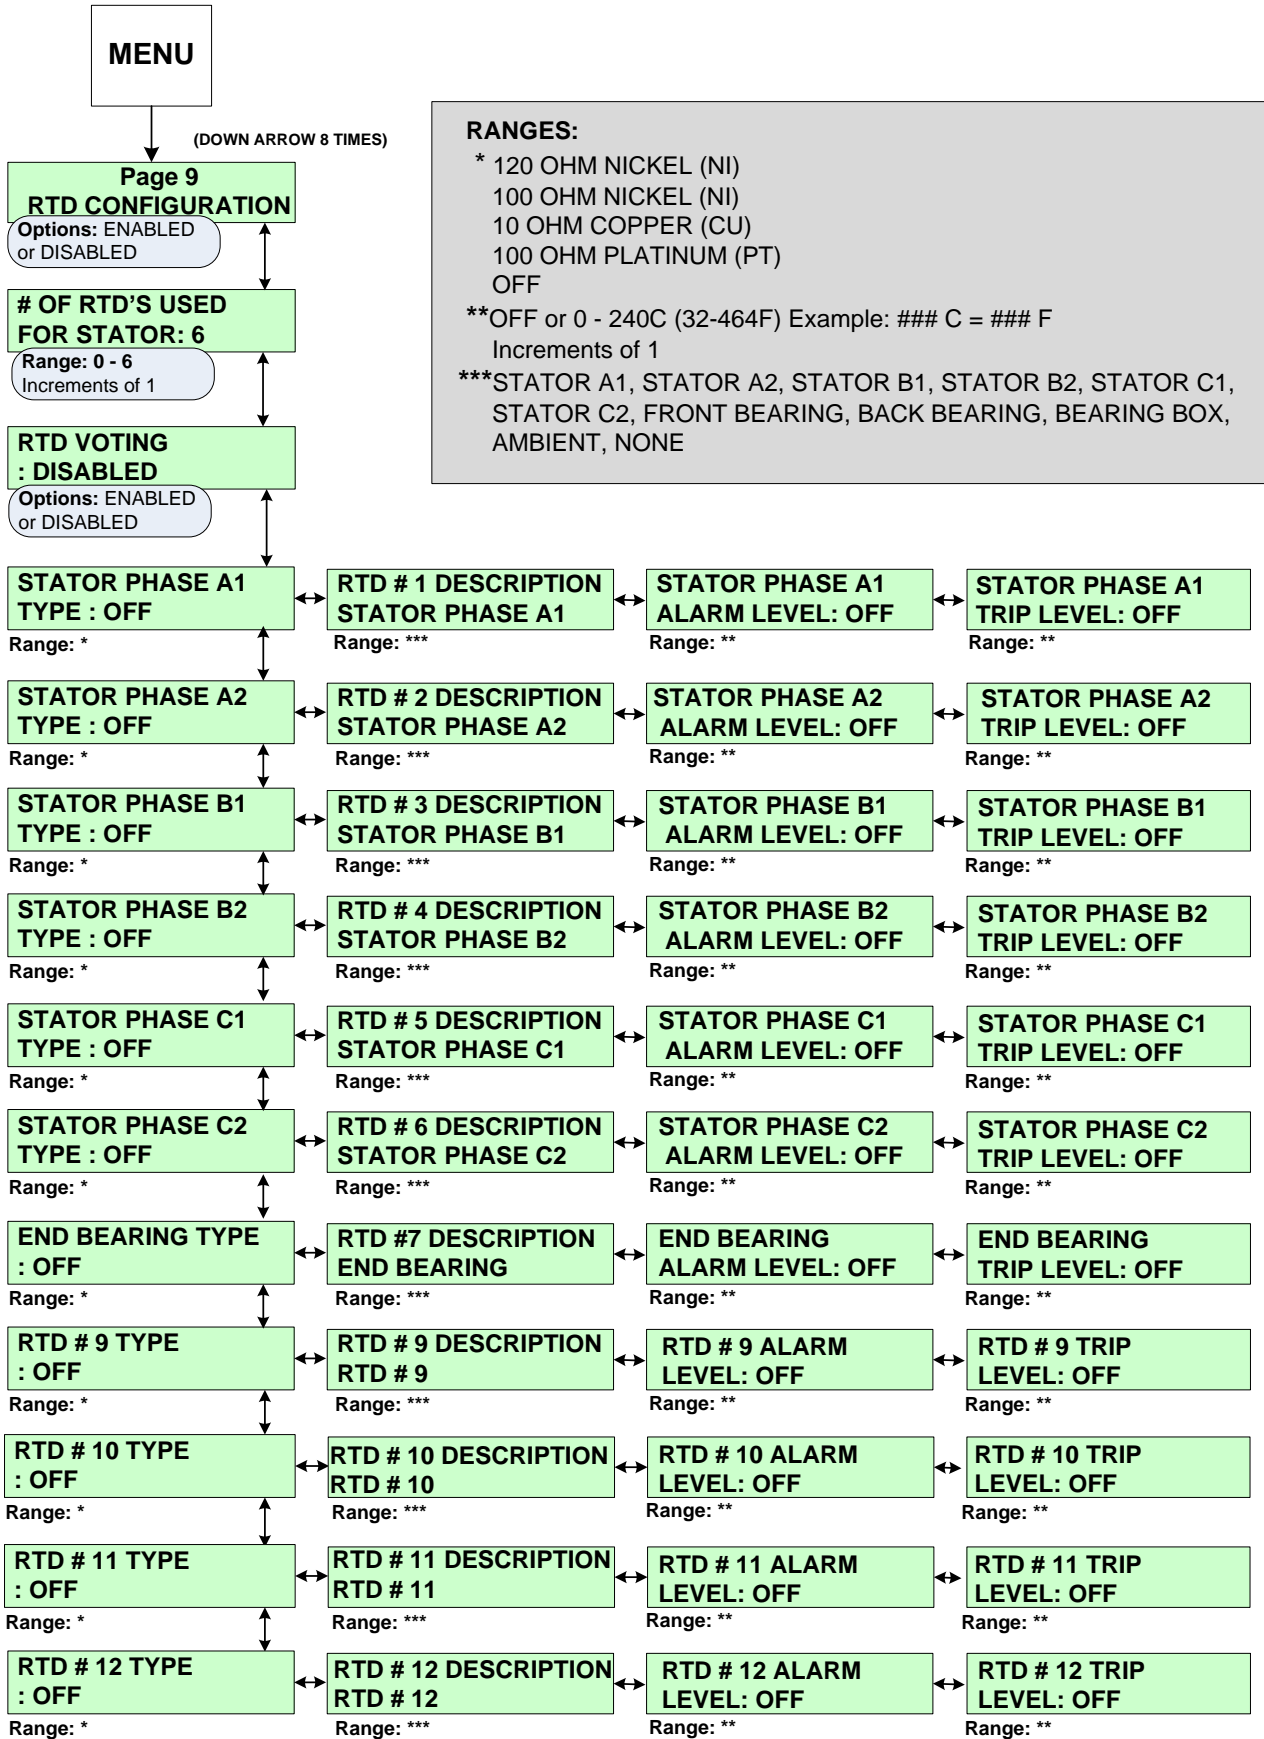 MENU
(DOWN ARROW 8 TIMES)
Page 9
RTD CONFIGURATION
Options: ENABLED
or DISABLED
# OF RTD'S USED
FOR STATOR: 6
Range: 0 - 6
Increments of 1
RTD VOTING
: DISABLED
Options: ENABLED
or DISABLED
RANGES:
* 120 OHM NICKEL (NI)
100 OHM NICKEL (NI)
10 OHM COPPER (CU)
100 OHM PLATINUM (PT)
OFF
**OFF or 0 - 240C (32-464F) Example: ### C = ### F
Increments of 1
***STATOR A1, STATOR A2, STATOR B1, STATOR B2, STATOR C1,
STATOR C2, FRONT BEARING, BACK BEARING, BEARING BOX,
AMBIENT, NONE
STATOR PHASE A1
TYPE : OFF
Range: *
RTD # 1 DESCRIPTION
STATOR PHASE A1
Range: ***
STATOR PHASE A1
ALARM LEVEL: OFF
Range: **
STATOR PHASE A1
TRIP LEVEL: OFF
Range: **
STATOR PHASE A2
TYPE : OFF
Range: *
RTD # 2 DESCRIPTION
STATOR PHASE A2
Range: ***
STATOR PHASE A2
ALARM LEVEL: OFF
Range: **
STATOR PHASE A2
TRIP LEVEL: OFF
Range: **
STATOR PHASE B1
TYPE : OFF
Range: *
RTD # 3 DESCRIPTION
STATOR PHASE B1
Range: ***
STATOR PHASE B1
ALARM LEVEL: OFF
Range: **
STATOR PHASE B1
TRIP LEVEL: OFF
Range: **
STATOR PHASE B2
TYPE : OFF
Range: *
RTD # 4 DESCRIPTION
STATOR PHASE B2
Range: ***
STATOR PHASE B2
ALARM LEVEL: OFF
Range: **
STATOR PHASE B2
TRIP LEVEL: OFF
Range: **
STATOR PHASE C1
TYPE : OFF
Range: *
RTD # 5 DESCRIPTION
STATOR PHASE C1
Range: ***
STATOR PHASE C1
ALARM LEVEL: OFF
Range: **
STATOR PHASE C1
TRIP LEVEL: OFF
Range: **
STATOR PHASE C2
TYPE : OFF
Range: *
RTD # 6 DESCRIPTION
STATOR PHASE C2
Range: ***
STATOR PHASE C2
ALARM LEVEL: OFF
Range: **
STATOR PHASE C2
TRIP LEVEL: OFF
Range: **
END BEARING TYPE
: OFF
Range: *
RTD #7 DESCRIPTION
END BEARING
Range: ***
END BEARING
ALARM LEVEL: OFF
Range: **
END BEARING
TRIP LEVEL: OFF
Range: **
RTD # 9 TYPE
: OFF
Range: *
RTD # 9 DESCRIPTION
RTD # 9
Range: ***
RTD # 9 ALARM
LEVEL: OFF
Range: **
RTD # 9 TRIP
LEVEL: OFF
Range: **
RTD # 10 TYPE
: OFF
Range: *
RTD # 10 DESCRIPTION
RTD # 10
Range: ***
RTD # 10 ALARM
LEVEL: OFF
Range: **
RTD # 10 TRIP
LEVEL: OFF
Range: **
RTD # 11 TYPE
: OFF
Range: *
RTD # 11 DESCRIPTION
RTD # 11
Range: ***
RTD # 11 ALARM
LEVEL: OFF
Range: **
RTD # 11 TRIP
LEVEL: OFF
Range: **
RTD # 12 TYPE
: OFF
Range: *
RTD # 12 DESCRIPTION
RTD # 12
Range: ***
RTD # 12 ALARM
LEVEL: OFF
Range: **
RTD # 12 TRIP
LEVEL: OFF
Range: **